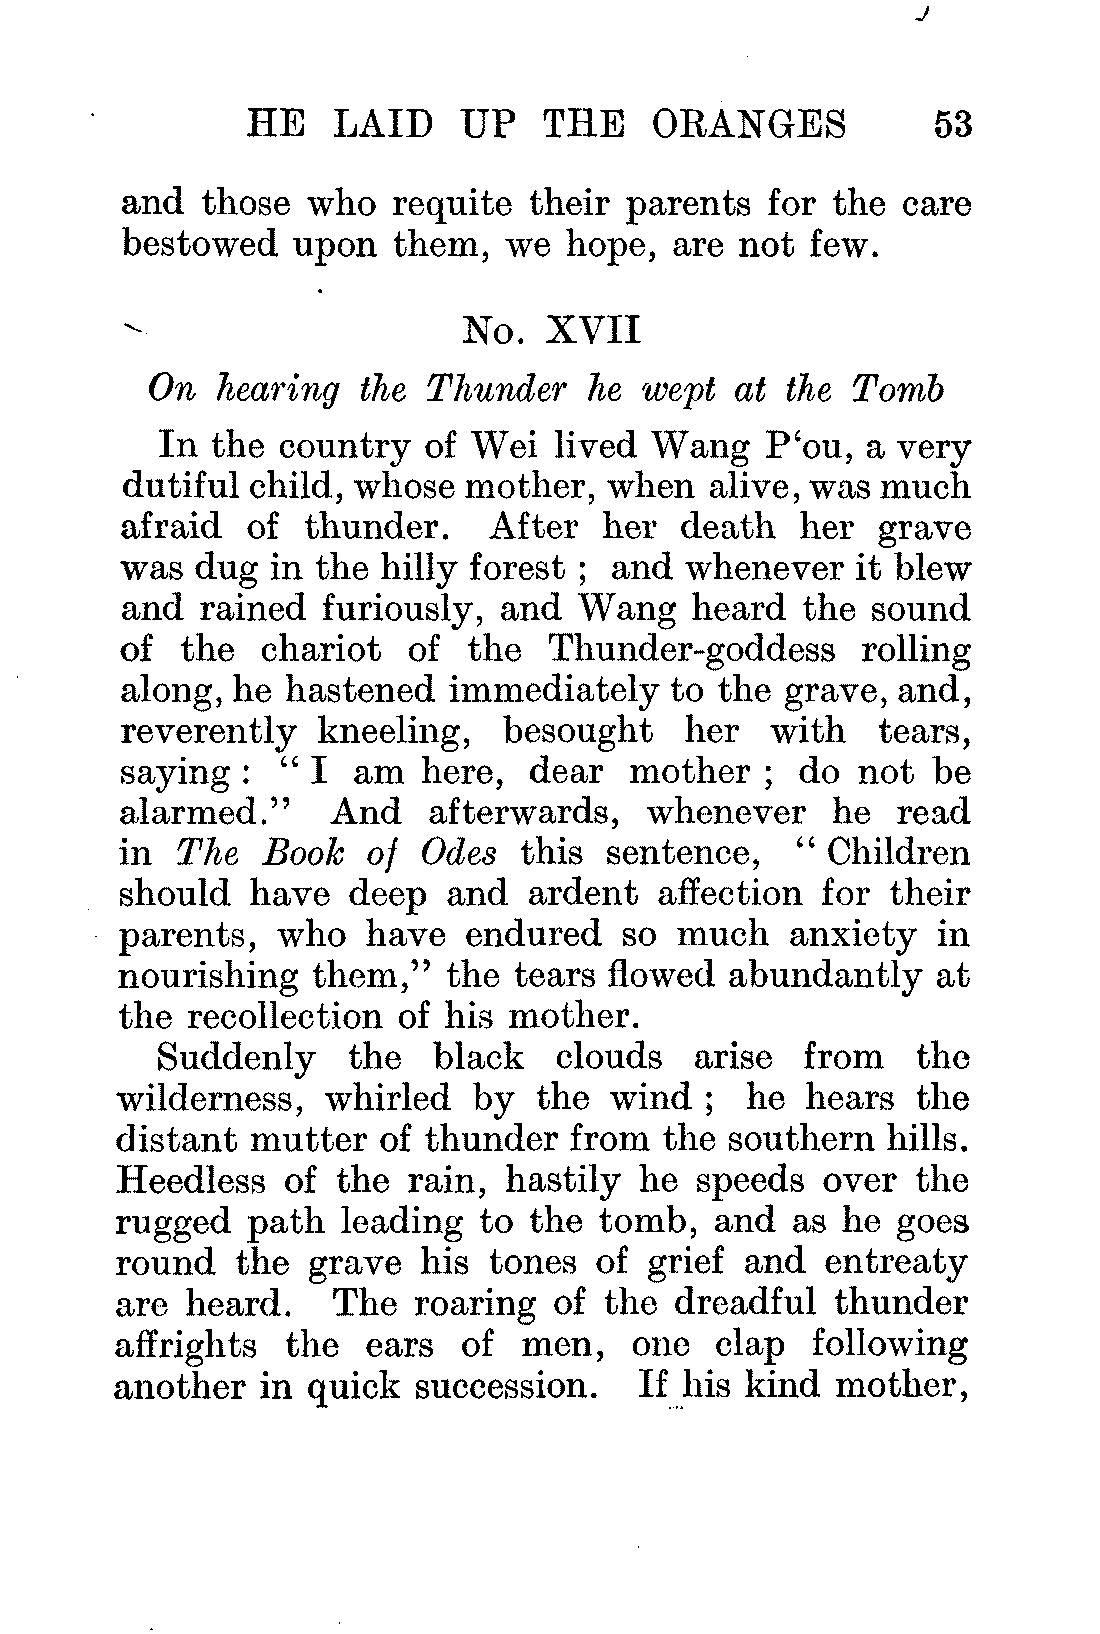 HE LAID UP THE ORANGES 53
and those who requite their parents for the care
bestowed upon them, we hope, are not few.
No. XVII
On hearing the Thunder he wept at the Tomb
In the country of Wei lived Wang P‘ou, a very
dutiful child, whose mother, when alive, was much
afraid of thunder. After her death her grave
was dug in the hilly forest ; and whenever it blew
and rained furiously, and Wang heard the sound
of the chariot of the Thunder-goddess rolling
along, he hastened immediately to the grave, and,
reverently kneeling, besought her with tears,
saying : “ I am here, dear mother ; do not be
alarmed.” And afterwards, whenever he read
in The Book of Odes this sentence, “ Children
should have deep and ardent affection for their
parents, who have endured so much anxiety in
nourishing them,” the tears flowed abundantly at
the recollection of his mother.
Suddenly the black clouds arise from the
wilderness, whirled by the wind ; he hears the
distant mutter of thunder from the southern hills.
Heedless of the rain, hastily he speeds over the
rugged path leading to the tomb, and as he goes
round the grave his tones of grief and entreaty
are heard. The roaring of the dreadful thunder
affrights the ears of men, one clap following
another in quick succession. If his kind mother,